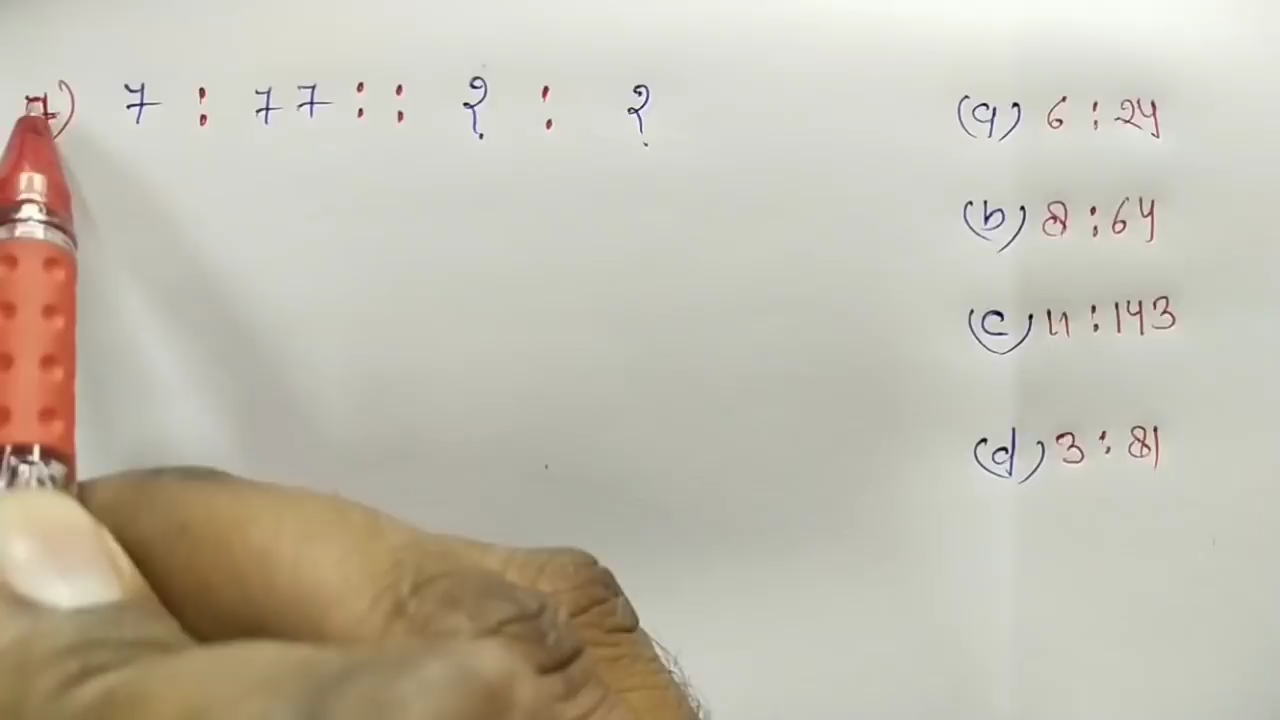 7 : 77 :: ? : ?
(a) 6 : 24
(b) 8 : 64
(c) 11 : 143
(d) 3 : 81